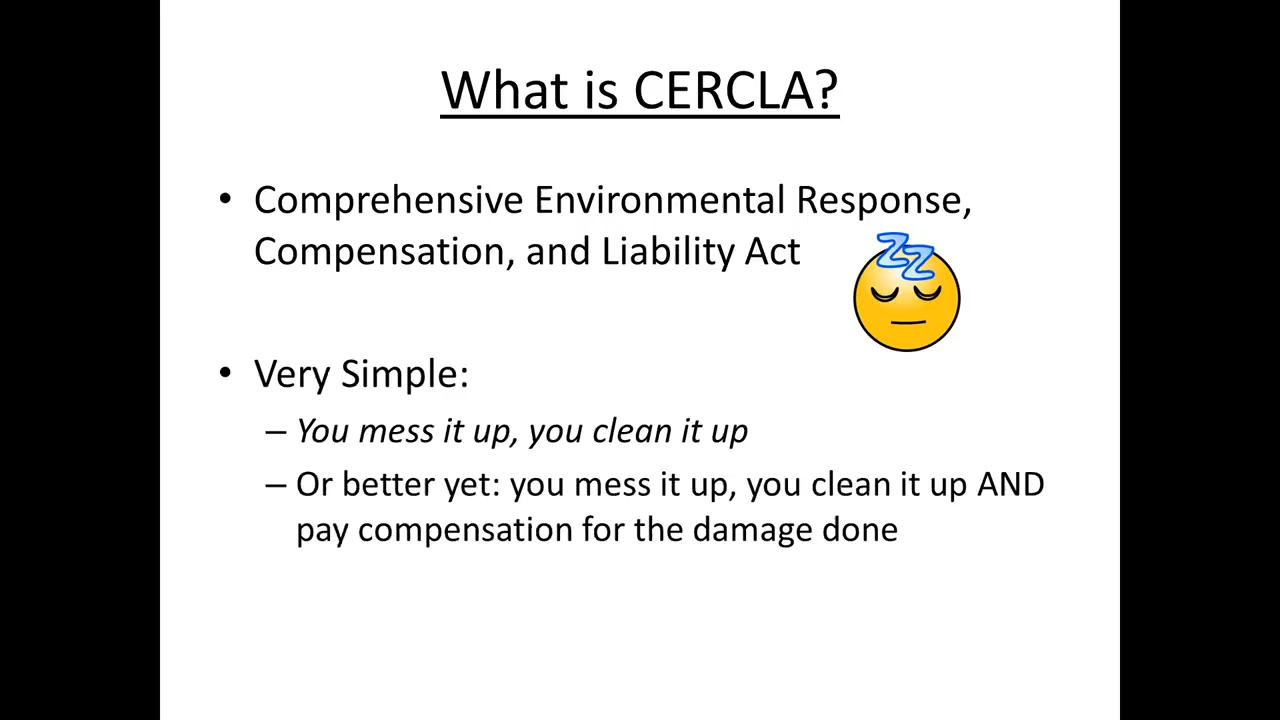 What is CERCLA?
• Comprehensive Environmental Response,
Compensation, and Liability Act
ZZ
• Very Simple:
– You mess it up, you clean it up
– Or better yet: you mess it up, you clean it up AND
pay compensation for the damage done